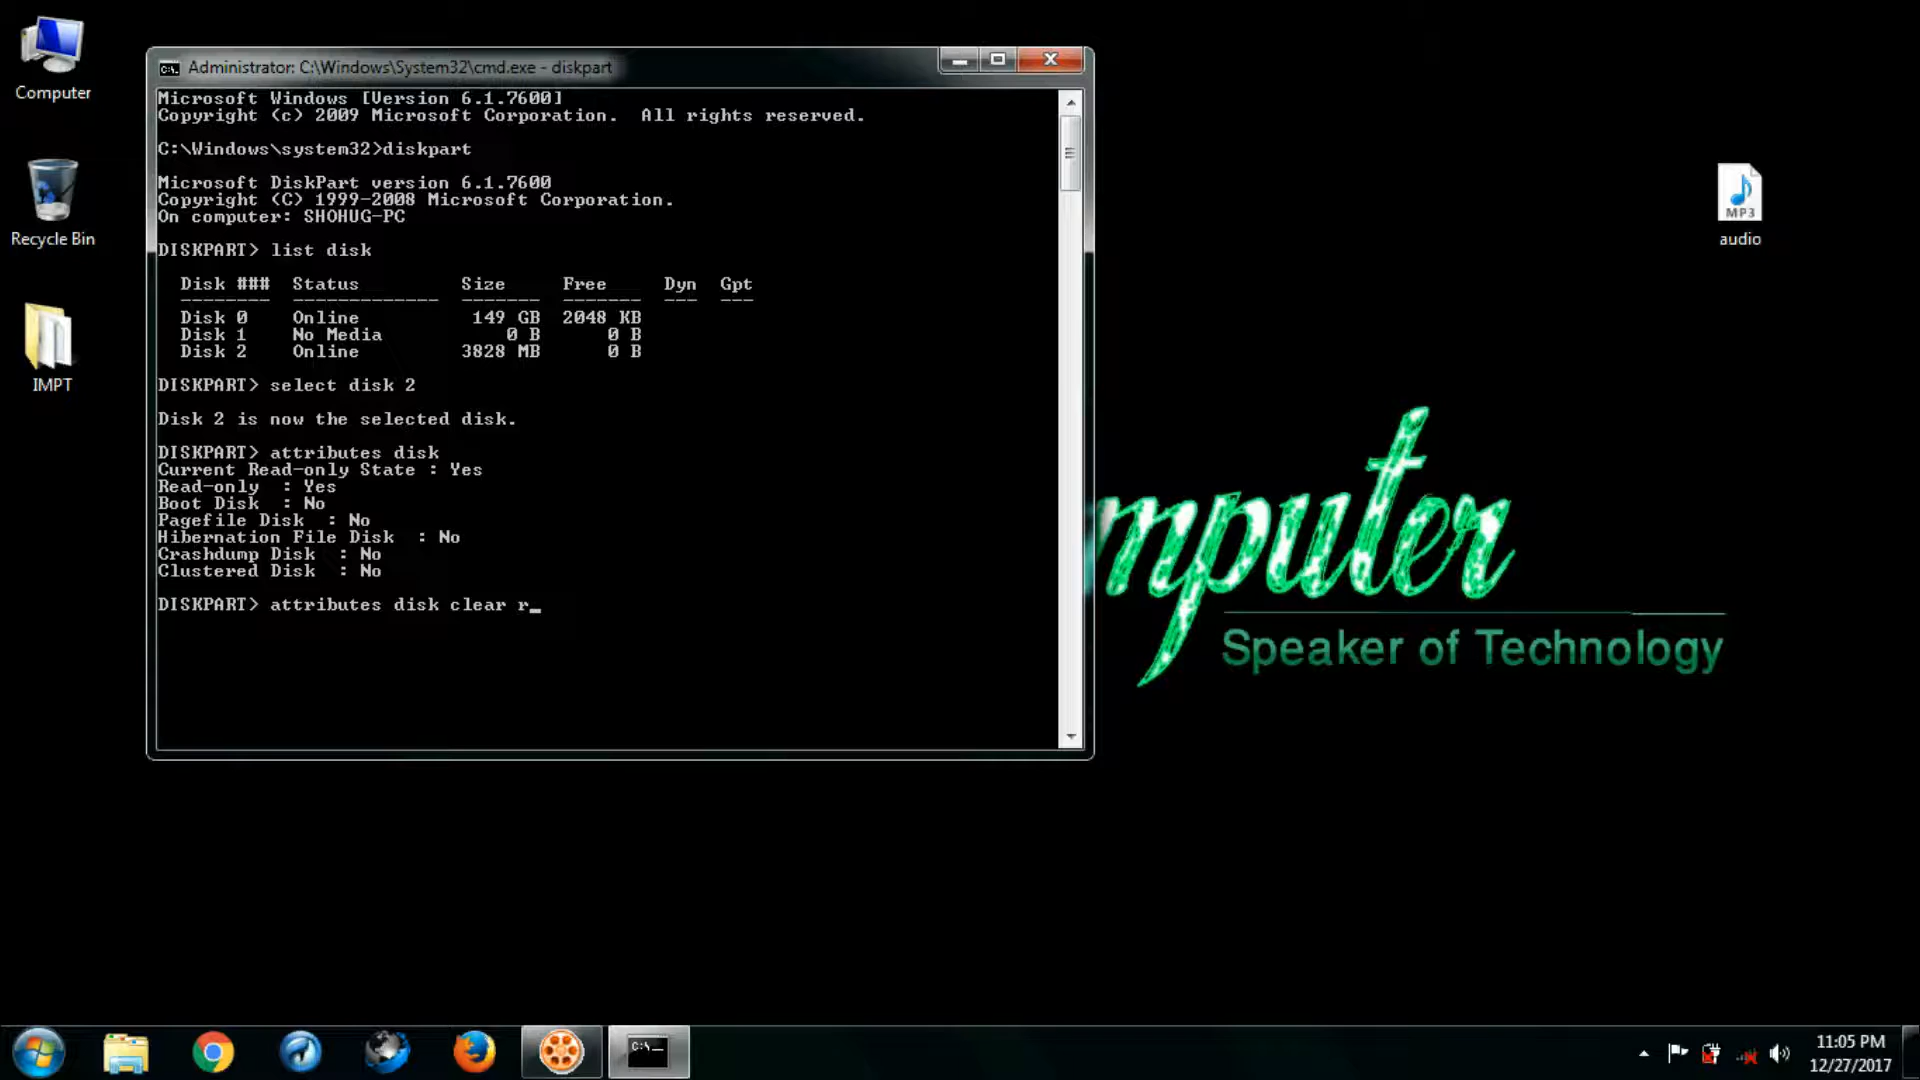 Computer
Recycle Bin
IMPT
Administrator: C:\Windows\System32\cmd.exe - diskpart
Microsoft Windows [Version 6.1.7600]
Copyright (c) 2009 Microsoft Corporation.  All rights reserved.
C:\Windows\system32>diskpart
Microsoft DiskPart version 6.1.7600
Copyright (C) 1999-2008 Microsoft Corporation.
On computer: SHOHUG-PC
DISKPART> list disk
Disk ###  Status         Size     Free     Dyn  Gpt
--------  -------------  -------  -------  ---  ---
Disk 0    Online          149 GB  2048 KB
Disk 1    No Media           0 B      0 B
Disk 2    Online         3828 MB      0 B
DISKPART> select disk 2
Disk 2 is now the selected disk.
DISKPART> attributes disk
Current Read-only State : Yes
Read-only  : Yes
Boot Disk  : No
Pagefile Disk  : No
Hibernation File Disk  : No
Crashdump Disk  : No
Clustered Disk  : No
DISKPART> attributes disk clear r_
MP3
audio
mputer
Speaker of Technology
C:\_
11:05 PM
12/27/2017